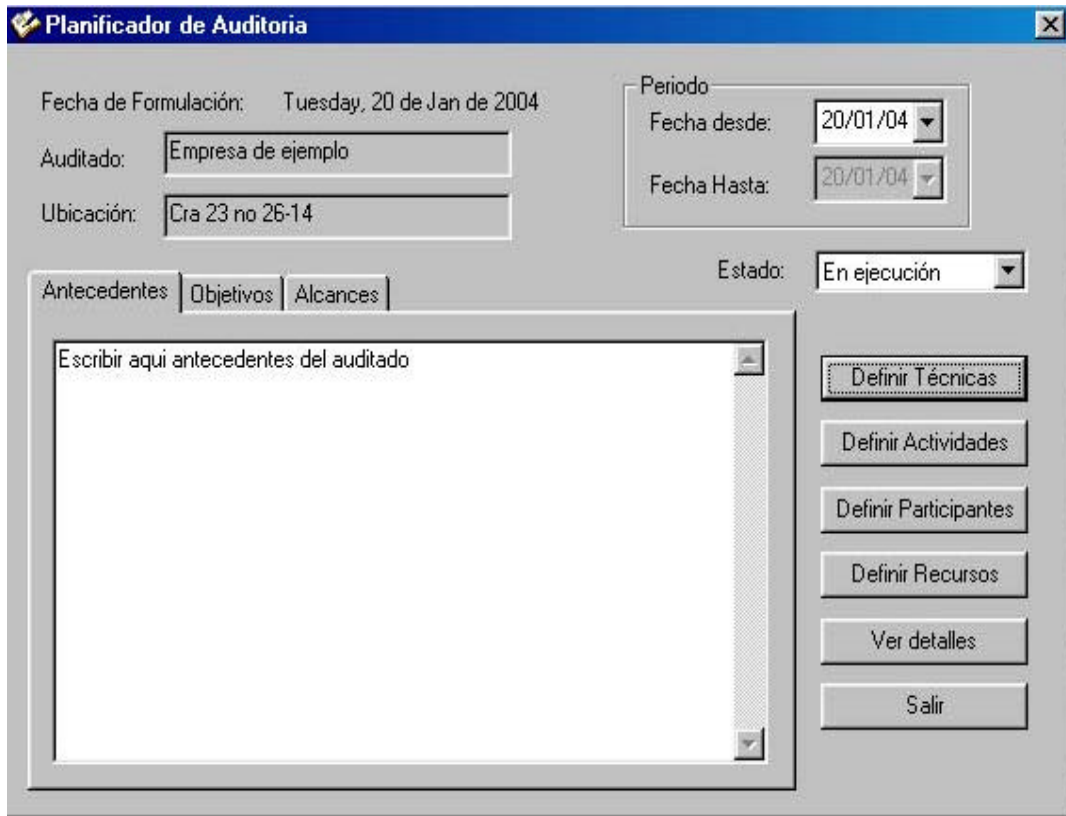 Planificador de Auditoria
Fecha de Formulación: Tuesday, 20 de Jan de 2004
Auditado: Empresa de ejemplo
Ubicación: Cra 23 no 26-14
Periodo
Fecha desde: 20/01/04
Fecha Hasta: 20/01/04
Estado: En ejecución
Antecedentes Objetivos Alcances
Escribir aqui antecedentes del auditado
Definir Técnicas
Definir Actividades
Definir Participantes
Definir Recursos
Ver detalles
Salir